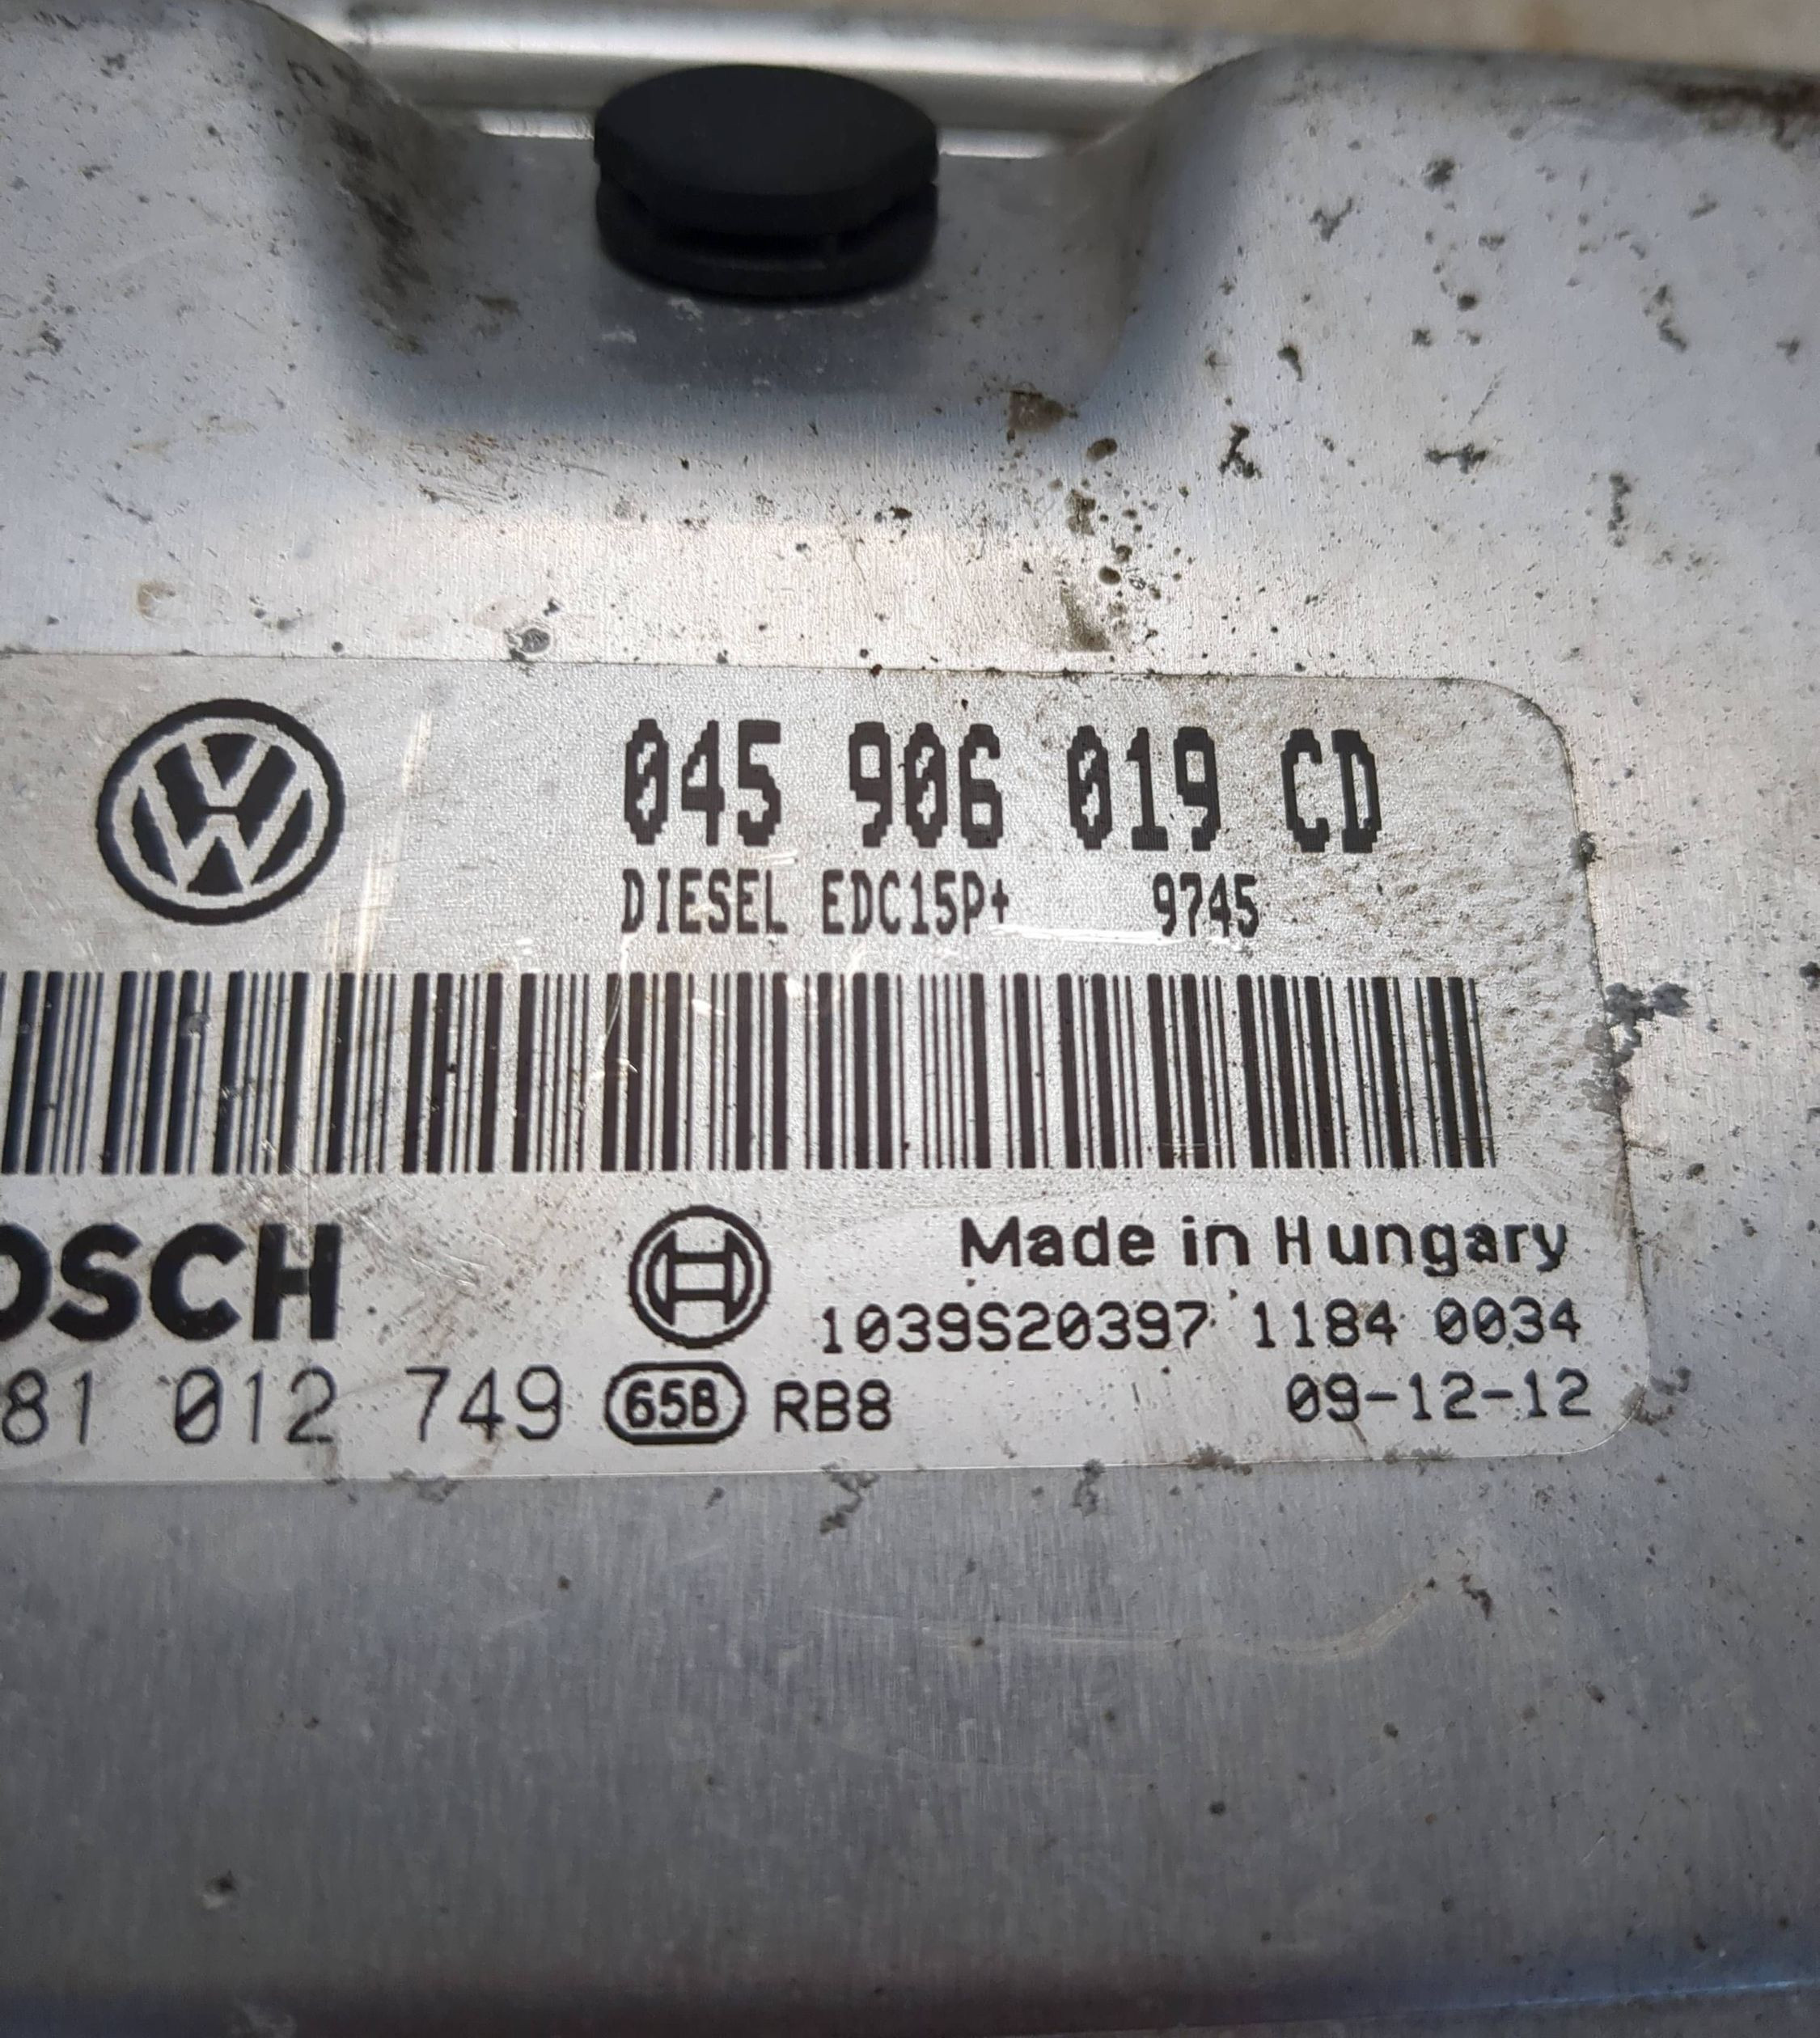 045 906 019 CD
DIESEL EDC15P+ 9745
OSCH
Made in Hungary
1039S20397 1184 0034
81 012 749 65B RB8
09-12-12